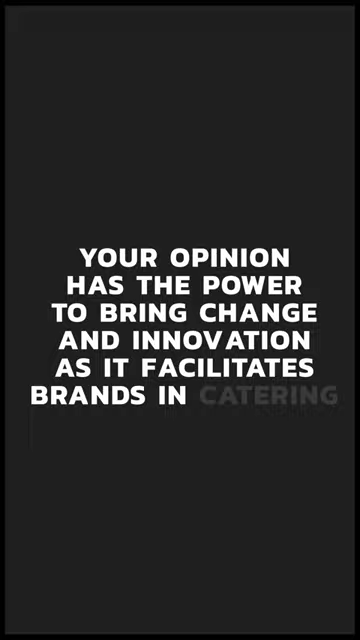 YOUR OPINION
HAS THE POWER
TO BRING CHANGE
AND INNOVATION
AS IT FACILITATES
BRANDS IN CATERING